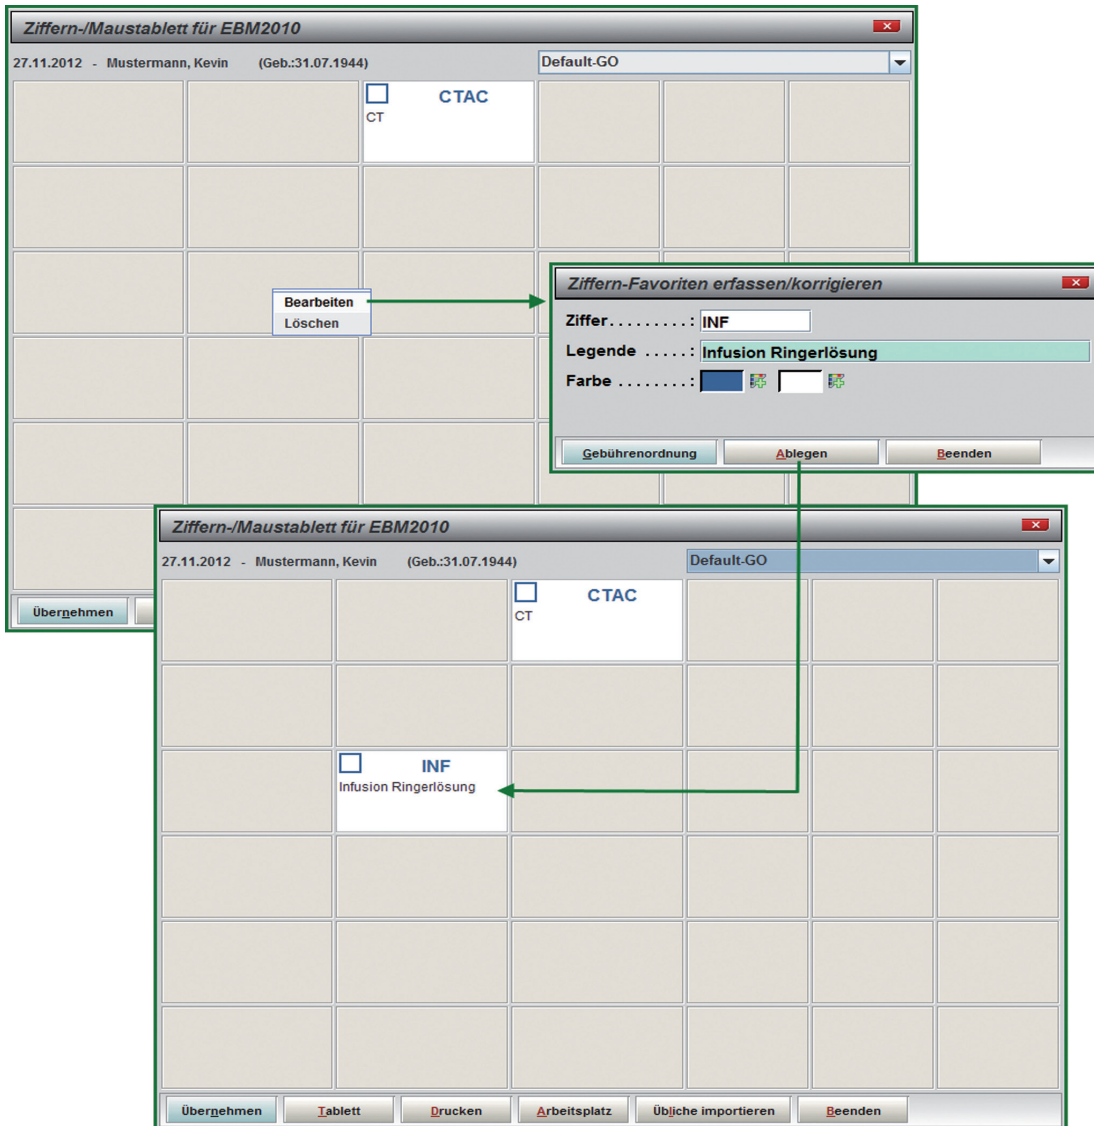 Ziffern-/Maustablett für EBM2010
27.11.2012 - Mustermann, Kevin (Geb.:31.07.1944)
Default-GO
CTAC
CT
Bearbeiten
Löschen
Übernehmen
Ziffern-Favoriten erfassen/korrigieren
Ziffer.........: INF
Legende .....: Infusion Ringerlösung
Farbe ........:
Gebührenordnung
Ablegen
Beenden
Ziffern-/Maustablett für EBM2010
27.11.2012 - Mustermann, Kevin (Geb.:31.07.1944)
Default-GO
CTAC
CT
INF
Infusion Ringerlösung
Übernehmen
Tablett
Drucken
Arbeitsplatz
Übliche importieren
Beenden